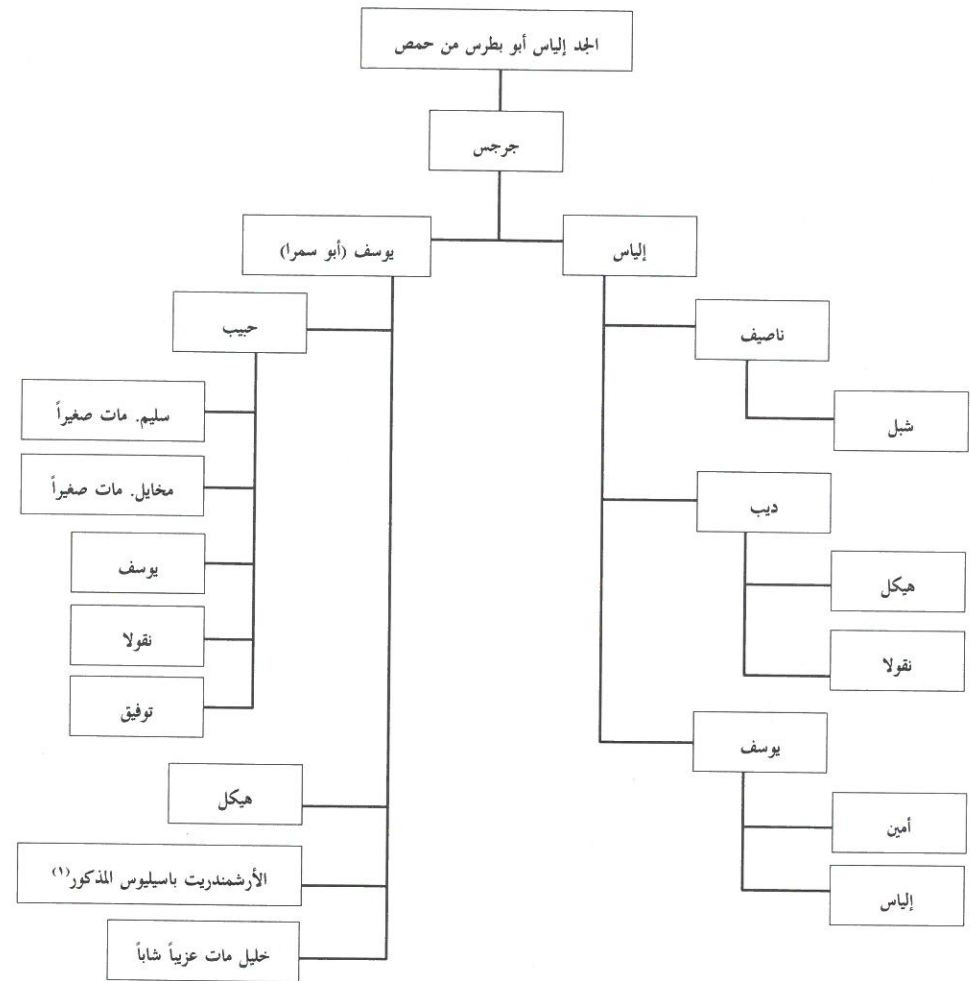 الجد إلياس أبو بطرس من حمص
جرجس
إلياس
يوسف (أبو سمرا)
ناصيف
شبل
ديب
هيكل
نقولا
يوسف
أمين
إلياس
حبيب
سليم. مات صغيراً
مخايل. مات صغيراً
يوسف
نقولا
توفيق
هيكل
الأرشمندريت باسيليوس المذكور(١)
خليل مات عزيباً شاباً